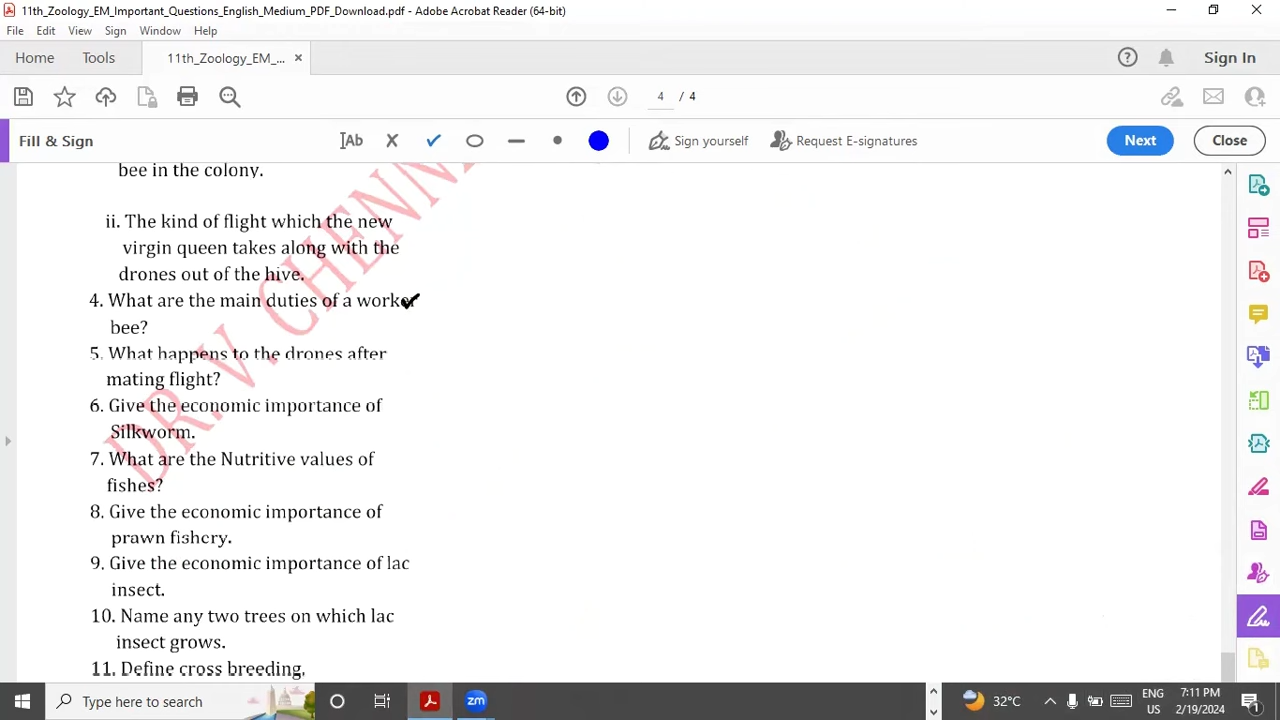 11th_Zoology_EM_Important_Questions_English_Medium_PDF_Download.pdf - Adobe Acrobat Reader (64-bit)
File Edit View Sign Window Help
Home Tools 11th_Zoology_EM_... × Sign In
4 / 4
Fill & Sign Ab Sign yourself Request E-signatures Next Close
bee in the colony.
ii. The kind of flight which the new
virgin queen takes along with the
drones out of the hive.
4. What are the main duties of a worker
bee?
5. What happens to the drones after
mating flight?
6. Give the economic importance of
Silkworm.
7. What are the Nutritive values of
fishes?
8. Give the economic importance of
prawn fishery.
9. Give the economic importance of lac
insect.
10. Name any two trees on which lac
insect grows.
11. Define cross breeding.
DR. V. CHENN
Type here to search zm 32°C ENG 7:11 PM
US 2/19/2024 1